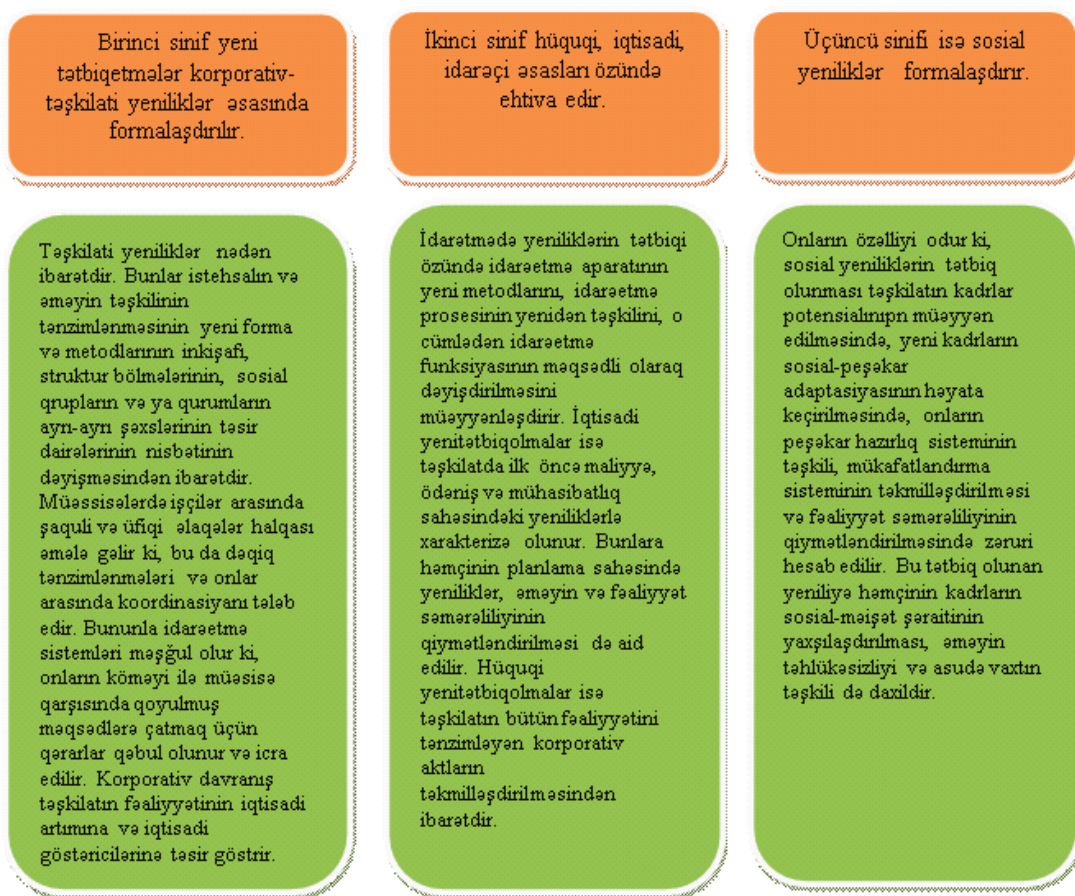 Birinci sinif yeni
tətbiqetmələr korporativ-
təşkilati yeniliklər əsasında
formalaşdırılır.
İkinci sinif hüquqi, iqtisadi,
idarəçi əsasları özündə
ehtiva edir.
Üçüncü sinifi isə sosial
yeniliklər formalaşdırır.
Təşkilati yeniliklər nədən
ibarətdir. Bunlar istehsalın və
əməyin təşkilinin
tənzimlənməsinin yeni forma
və metodlarının inkişafı,
struktur bölmələrinin, sosial
qrupların və ya qurumların
ayrı-ayrı şəxslərinin təsir
dairələrinin nisbətinin
dəyişməsindən ibarətdir.
Müəssisələrdə işçilər arasında
şaquli və üfiqi əlaqələr halqası
əmələ gəlir ki, bu da dəqiq
tənzimlənmələri və onlar
arasında koordinasiyanı tələb
edir. Bununla idarəetmə
sistemləri məşğul olur ki,
onların köməyi ilə müəsisə
qarşısında qoyulmuş
məqsədlərə çatmaq üçün
qərarlar qəbul olunur və icra
edilir. Korporativ davranış
təşkilatın fəaliyyətinin iqtisadi
artımına və iqtisadi
göstəricilərinə təsir göstrir.
İdarətmədə yeniliklərin tətbiqi
özündə idarəetmə aparatının
yeni metodlarını, idarəetmə
prosesinin yenidən təşkilini, o
cümlədən idarəetmə
funksiyasının məqsədli olaraq
dəyişdirilməsini
müəyyənləşdirir. İqtisadi
yenitətbiqolmalar isə
təşkilatda ilk öncə maliyyə,
ödəniş və mühasibatlıq
sahəsindəki yeniliklərlə
xarakterizə olunur. Bunlara
həmçinin planlama sahəsində
yeniliklər, əməyin və fəaliyyət
səmərəliliyinin
qiymətləndirilməsi də aid
edilir. Hüquqi
yenitətbiqolmalar isə
təşkilatın bütün fəaliyyətini
tənzimləyən korporativ
aktların
təkmilləşdirilməsindən
ibarətdir.
Onların özəlliyi odur ki,
sosial yeniliklərin tətbiq
olunması təşkilatın kadrlar
potensialınıpn müəyyən
edilməsində, yeni kadrların
sosial-peşəkar
adaptasiyasının həyata
keçirilməsində, onların
peşəkar hazırlıq sisteminin
təşkili, mükafatlandırma
sisteminin təkmilləşdirilməsi
və fəaliyyət səmərəliliyinin
qiymətləndirilməsində zəruri
hesab edilir. Bu tətbiq olunan
yeniliyə həmçinin kadrların
sosial-məişət şəraitinin
yaxşılaşdırılması, əməyin
təhlükəsizliyi və asudə vaxtın
təşkili də daxildir.